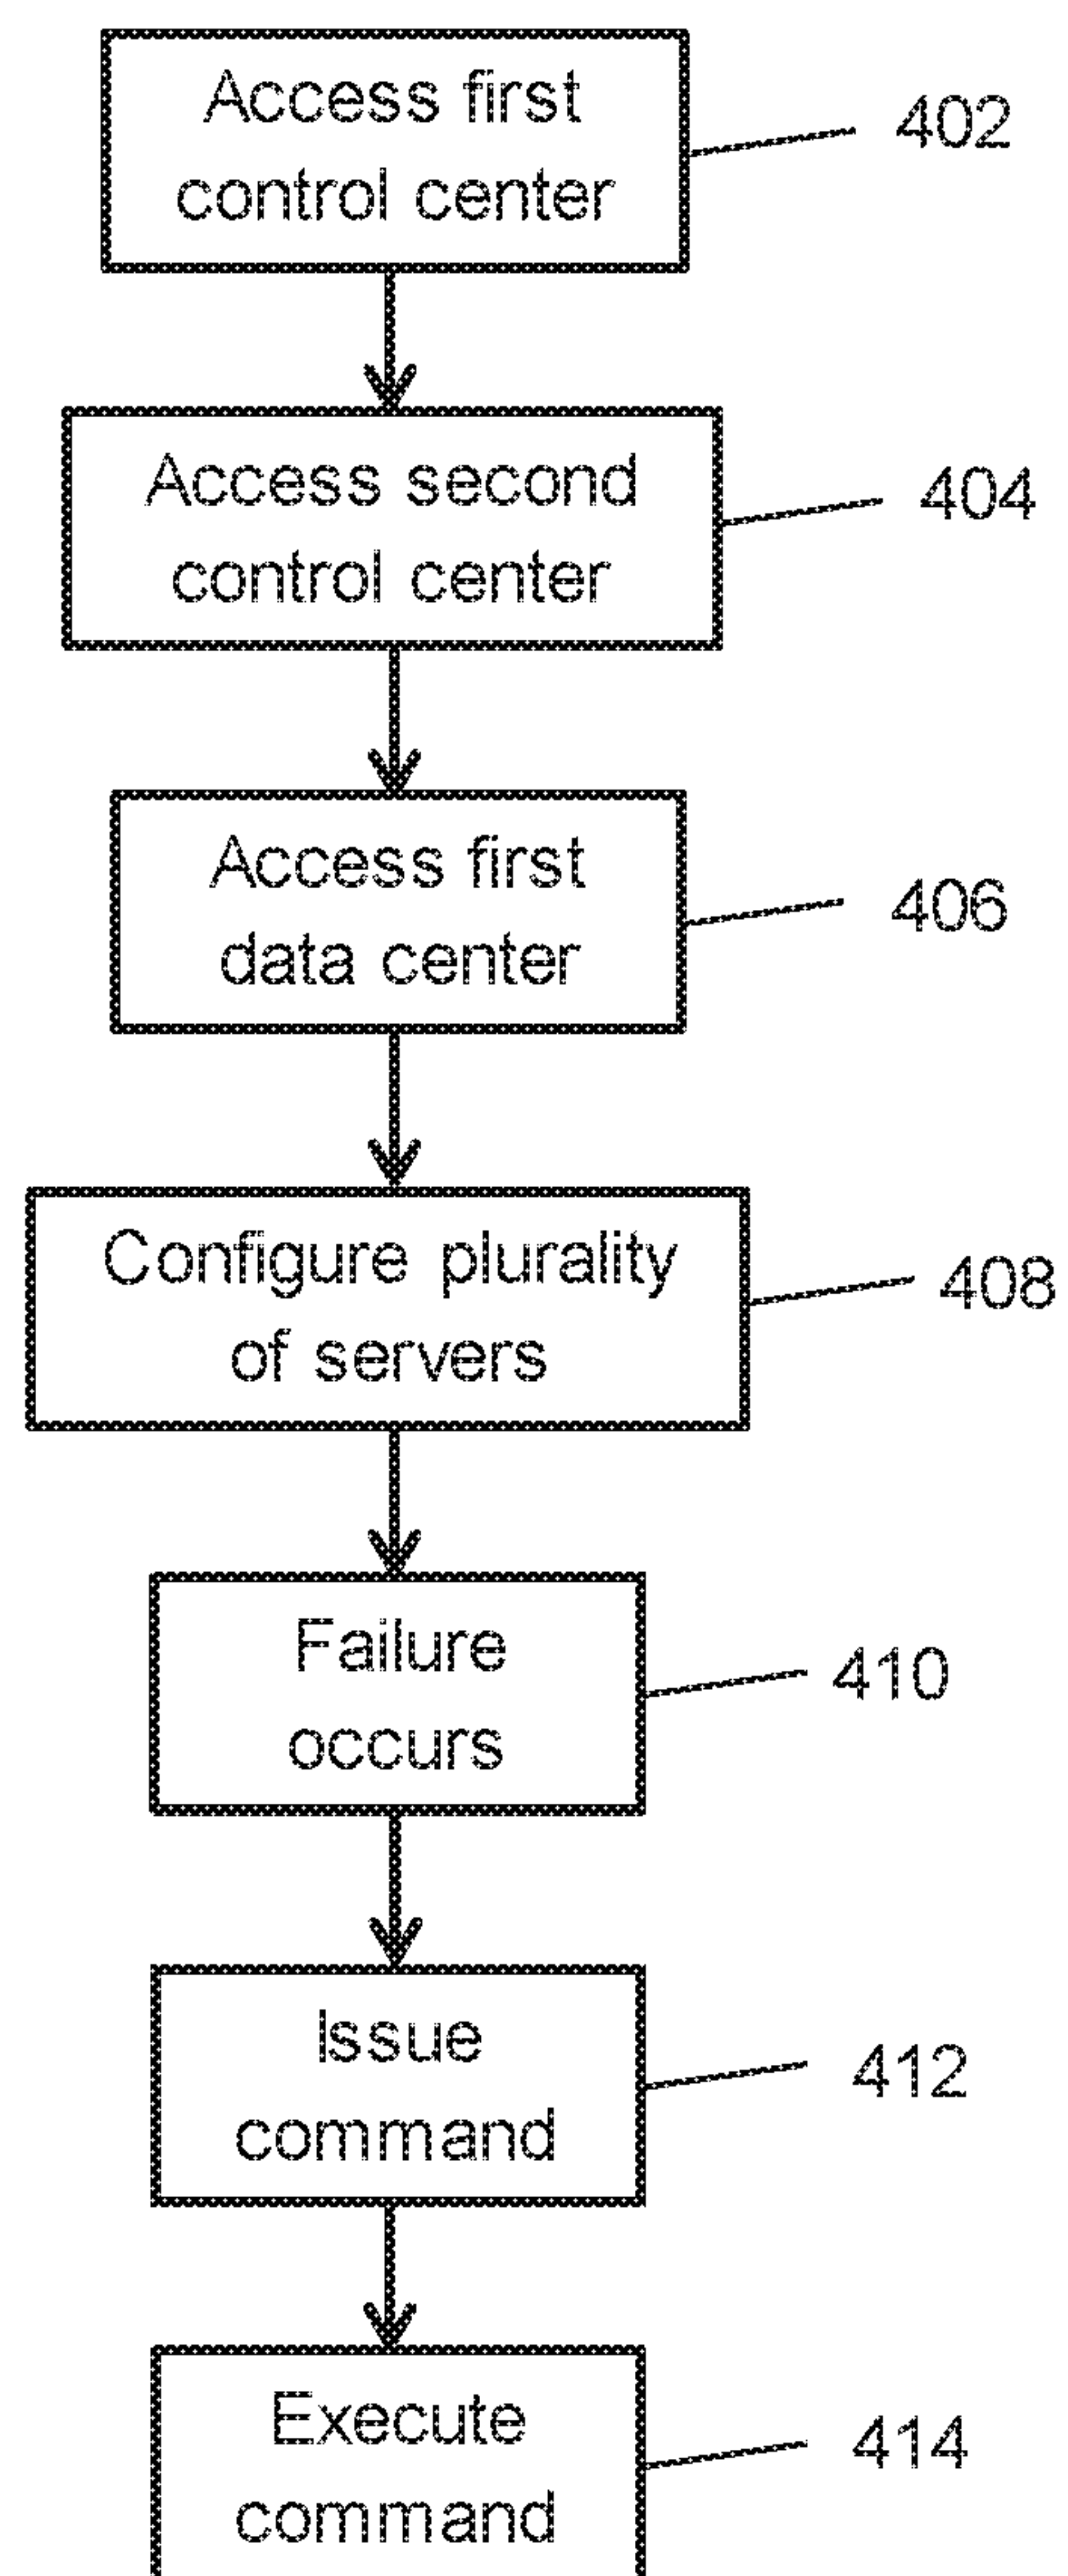 Access first
control center
402
Access second
control center
404
Access first
data center
406
Configure plurality
of servers
408
Failure
occurs
410
Issue
command
412
Execute
command
414